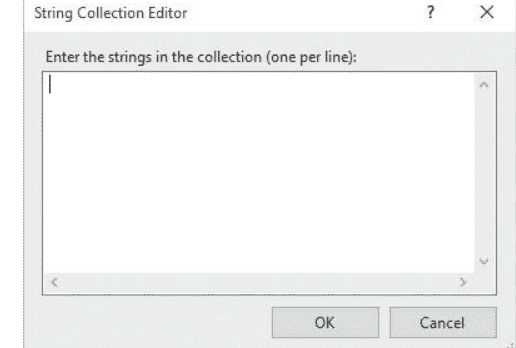 String Collection Editor ? X
Enter the strings in the collection (one per line):
OK Cancel